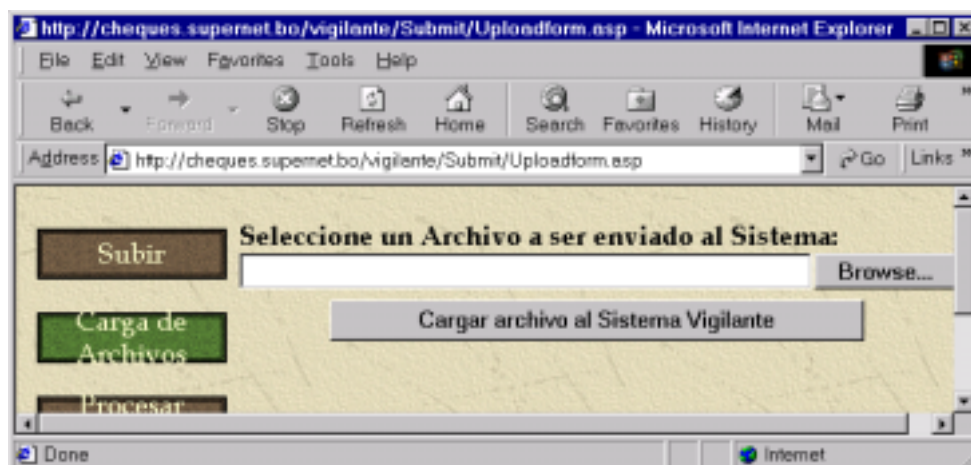 http://cheques.supernet.bo/vigilante/Submit/Uploadform.asp - Microsoft Internet Explorer
File Edit View Favorites Tools Help
Back Forward Stop Refresh Home Search Favorites History Mail Print
Address http://cheques.supernet.bo/vigilante/Submit/Uploadform.asp Go Links
Subir
Seleccione un Archivo a ser enviado al Sistema:
Browse...
Cargar archivo al Sistema Vigilante
Carga de
Archivos
Procesar
Done Internet